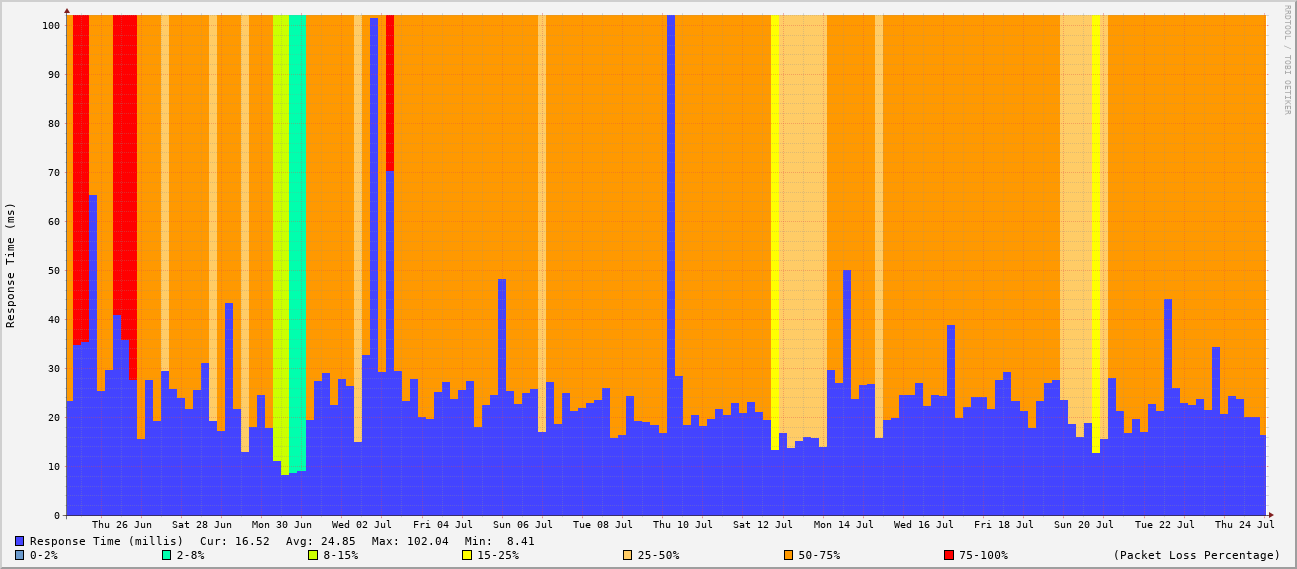 RRDTOOL / TOBI OETIKER
Response Time (ms)
100
90
80
70
60
50
40
30
20
10
0
Thu 26 Jun Sat 28 Jun Mon 30 Jun Wed 02 Jul Fri 04 Jul Sun 06 Jul Tue 08 Jul Thu 10 Jul Sat 12 Jul Mon 14 Jul Wed 16 Jul Fri 18 Jul Sun 20 Jul Tue 22 Jul Thu 24 Jul
Response Time (millis) Cur: 16.52 Avg: 24.85 Max: 102.04 Min: 8.41
0-2% 2-8% 8-15% 15-25% 25-50% 50-75% 75-100% (Packet Loss Percentage)